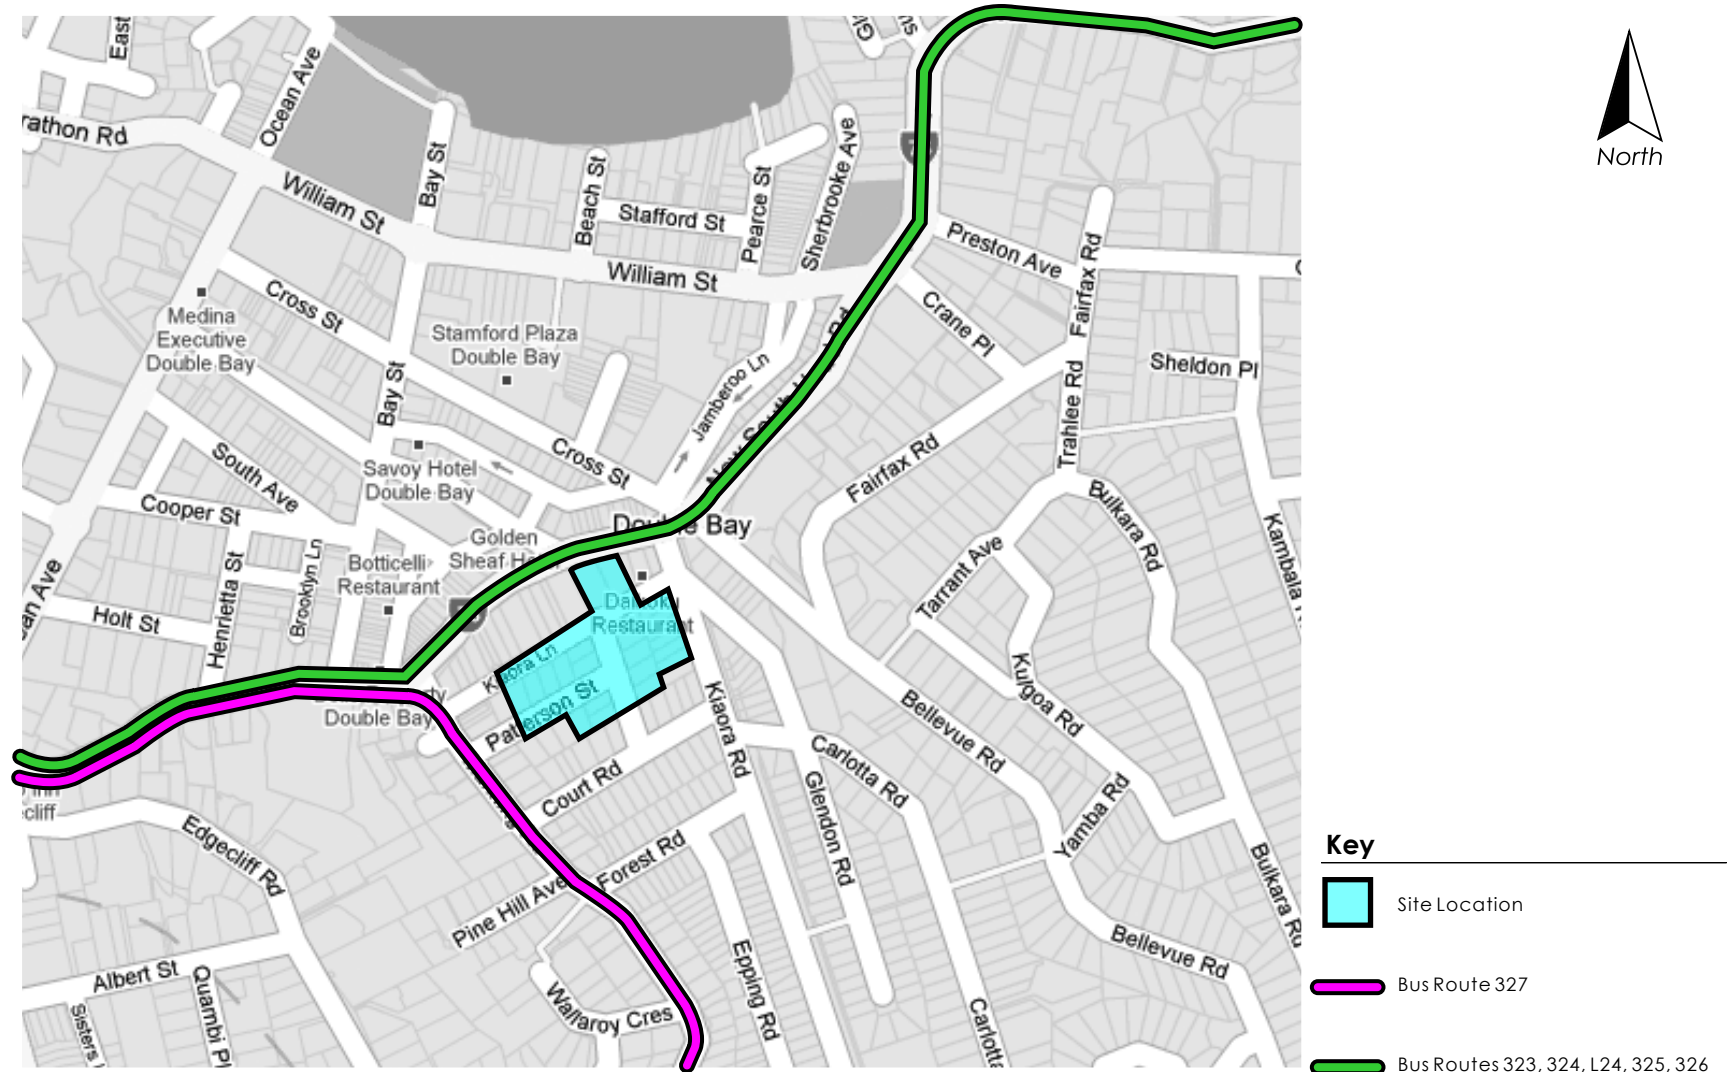 East
Ocean Ave
rathon Rd
William St
Bay St
Beach St
Stafford St
Pearce St
Sherbrooke Ave
William St
Preston Ave
Fairfax Rd
Crane Pl
Sheldon Pl
Trahlee Rd
Cross St
Medina
Executive
Double Bay
Stamford Plaza
Double Bay
Bay St
Jamberoo Ln
Cross St
South Ave
Savoy Hotel
Double Bay
Cooper St
Fairfax Rd
Bulkara Rd
Double Bay
Golden
Sheaf
Botticelli
Restaurant
Henrietta St
Brooklyn Ln
Holt St
Tarrant Ave
Restaurant
Kiaora Ln
Patterson St
Double Bay
Kiaora Rd
Kulgoa Rd
Bellevue Rd
Court Rd
Carlotta Rd
Glendon Rd
Yamba Rd
Edgecliff Rd
Forest Rd
Pine Hill Ave
Bulkara Rd
Bellevue Rd
Epping Rd
Albert St
Quambi Pl
Sisters
Wallaroy Cres
Carlotta
North
Key
Site Location
Bus Route 327
Bus Routes 323, 324, L24, 325, 326